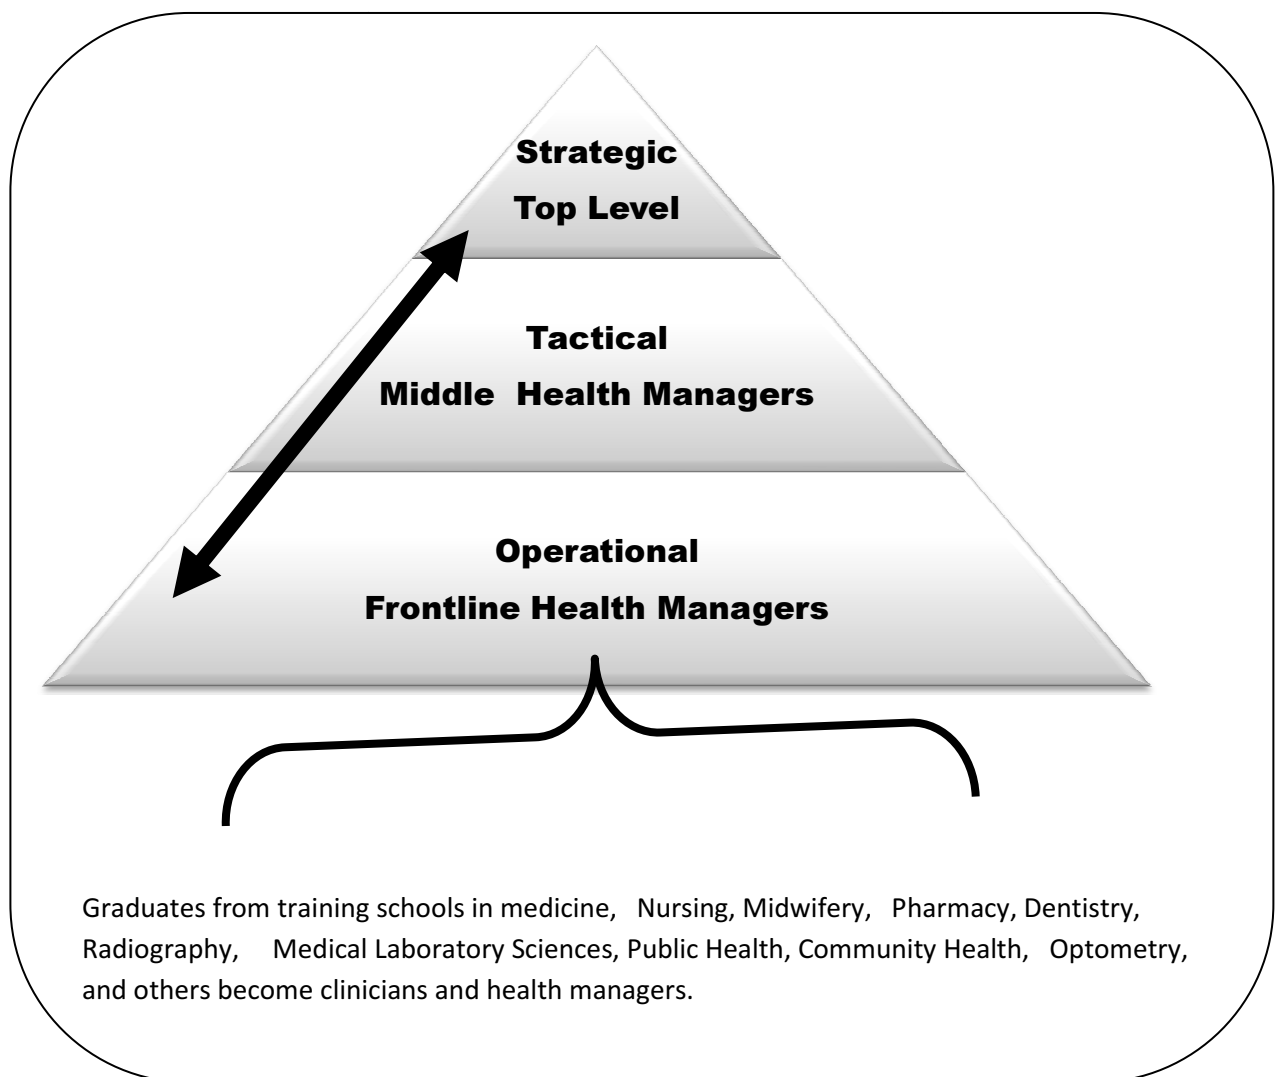 Strategic
Top Level
Tactical
Middle  Health Managers
Operational
Frontline Health Managers
Graduates from training schools in medicine,   Nursing, Midwifery,   Pharmacy, Dentistry,
Radiography,    Medical Laboratory Sciences, Public Health, Community Health,   Optometry,
and others become clinicians and health managers.